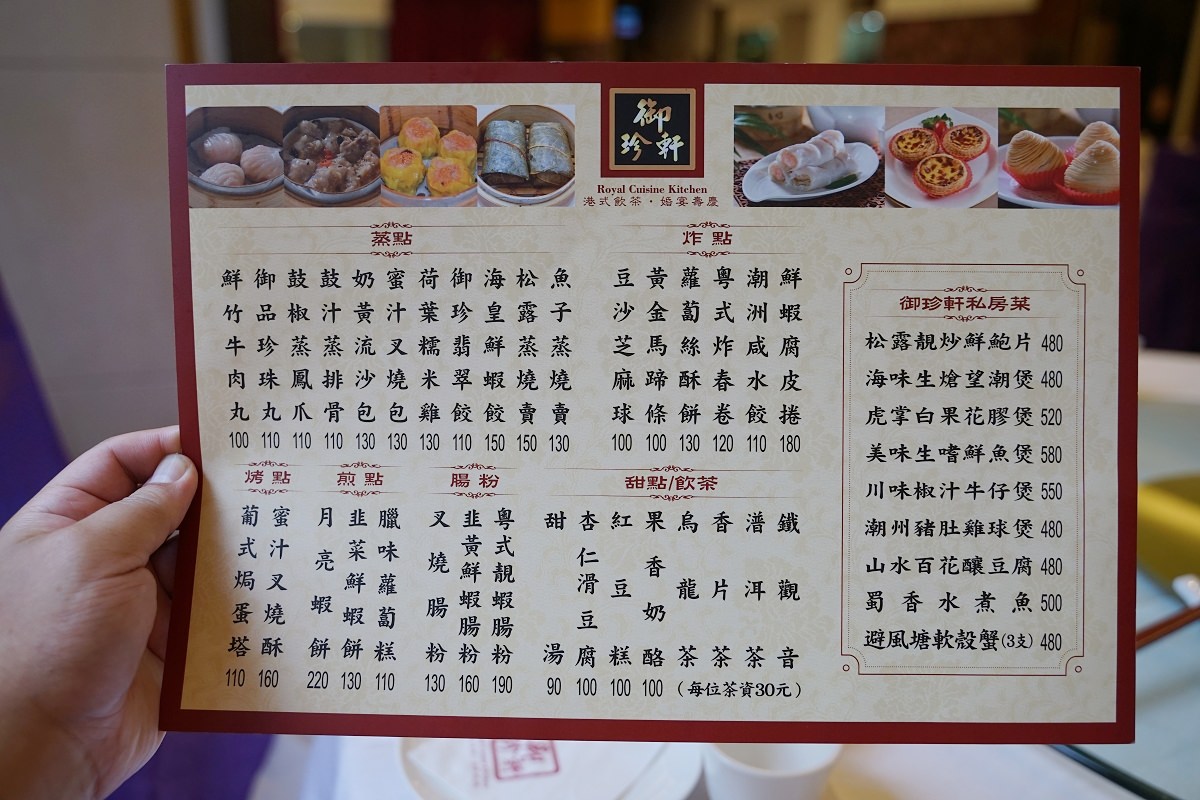 御珍軒
Royal Cuisine Kitchen
港式飲茶・婚宴壽慶
蒸點
鮮竹牛肉丸 100
御品珍珠丸 110
鼓椒蒸鳳爪 110
鼓汁蒸排骨 110
奶黃流沙包 130
蜜汁叉燒包 130
荷葉糯米雞 130
御珍翡翠餃 110
海皇鮮蝦餃 150
松露蒸燒賣 150
魚子蒸燒賣 130
炸點
豆沙芝麻球 100
黃金馬蹄條 100
蘿蔔絲酥餅 130
粵式炸春卷 120
潮洲咸水餃 110
鮮蝦腐皮捲 180
烤點
葡式焗蛋塔 110
蜜汁叉燒酥 160
煎點
月亮蝦餅 220
韭菜鮮蝦餅 130
臘味蘿蔔糕 110
腸粉
叉燒腸粉 130
韭黃鮮蝦腸粉 160
粵式靚蝦腸粉 190
甜點/飲茶
甜湯 90
杏仁滑豆腐 100
紅豆糕 100
果香奶酪 100
烏龍茶
香片茶
潽洱茶
鐵觀音
(每位茶資30元)
御珍軒私房菜
松露靚炒鮮鮑片 480
海味生熗望潮煲 480
虎掌白果花膠煲 520
美味生嗜鮮魚煲 580
川味椒汁牛仔煲 550
潮州豬肚雞球煲 480
山水百花釀豆腐 480
蜀香水煮魚 500
避風塘軟殼蟹(3支) 480